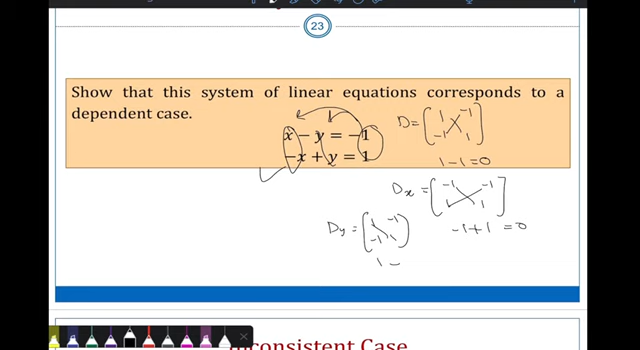 23
Show that this system of linear equations corresponds to a
dependent case.
x − y = −1
−x + y = 1
D = [ 1 -1
-1 1 ]
1 - 1 = 0
Dx = [ -1 -1
1 1 ]
-1 + 1 = 0
Dy = [ 1 -1
-1 1 ]
1 -
Inconsistent Case